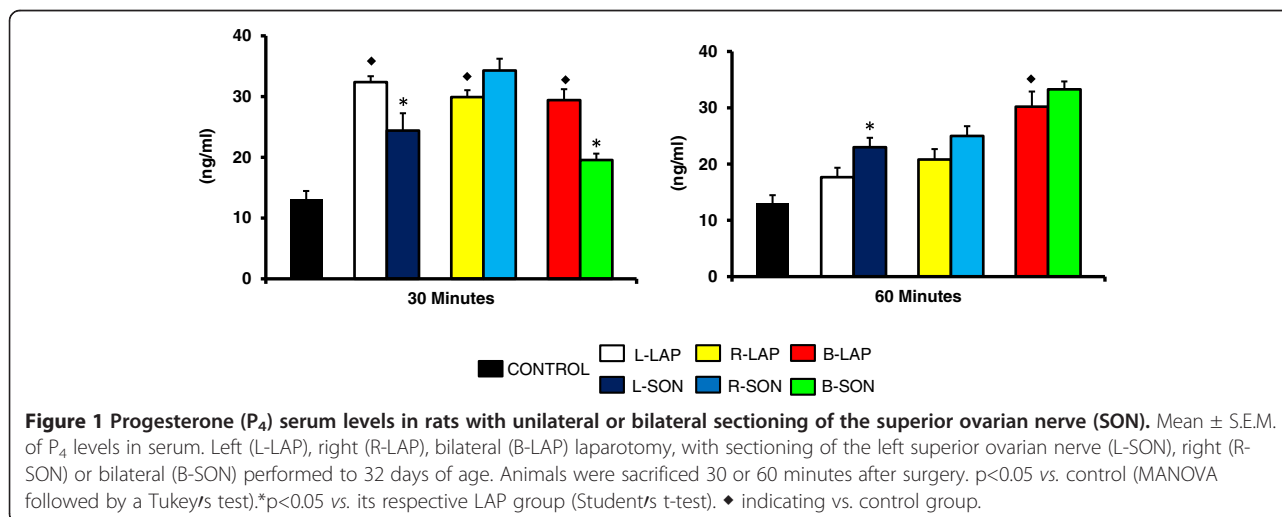 40
30
20
10
0
(ng/ml)
◆
*
◆
◆
*
30 Minutes
40
30
20
10
0
(ng/ml)
*
◆
60 Minutes
CONTROL L-LAP R-LAP B-LAP
L-SON R-SON B-SON
Figure 1 Progesterone (P₄) serum levels in rats with unilateral or bilateral sectioning of the superior ovarian nerve (SON). Mean ± S.E.M.
of P₄ levels in serum. Left (L-LAP), right (R-LAP), bilateral (B-LAP) laparotomy, with sectioning of the left superior ovarian nerve (L-SON), right (R-
SON) or bilateral (B-SON) performed to 32 days of age. Animals were sacrificed 30 or 60 minutes after surgery. p<0.05 vs. control (MANOVA
followed by a Tukey's test).*p<0.05 vs. its respective LAP group (Student's t-test). ◆ indicating vs. control group.